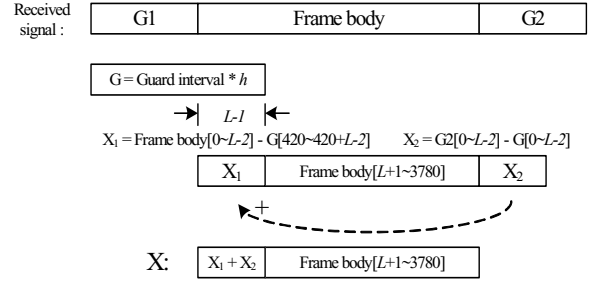 Received signal :
G1 Frame body G2
G = Guard interval * h
L-1
X₁ = Frame body[0~L-2] - G[420~420+L-2] X₂ = G2[0~L-2] - G[0~L-2]
X₁ Frame body[L+1~3780] X₂
+
X: X₁ + X₂ Frame body[L+1~3780]